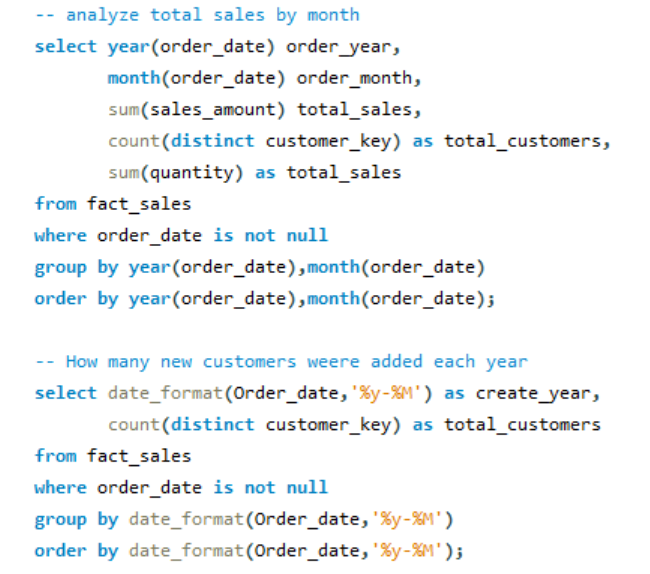 -- analyze total sales by month
select year(order_date) order_year,
month(order_date) order_month,
sum(sales_amount) total_sales,
count(distinct customer_key) as total_customers,
sum(quantity) as total_sales
from fact_sales
where order_date is not null
group by year(order_date),month(order_date)
order by year(order_date),month(order_date);
-- How many new customers weere added each year
select date_format(Order_date,'%y-%M') as create_year,
count(distinct customer_key) as total_customers
from fact_sales
where order_date is not null
group by date_format(Order_date,'%y-%M')
order by date_format(Order_date,'%y-%M');